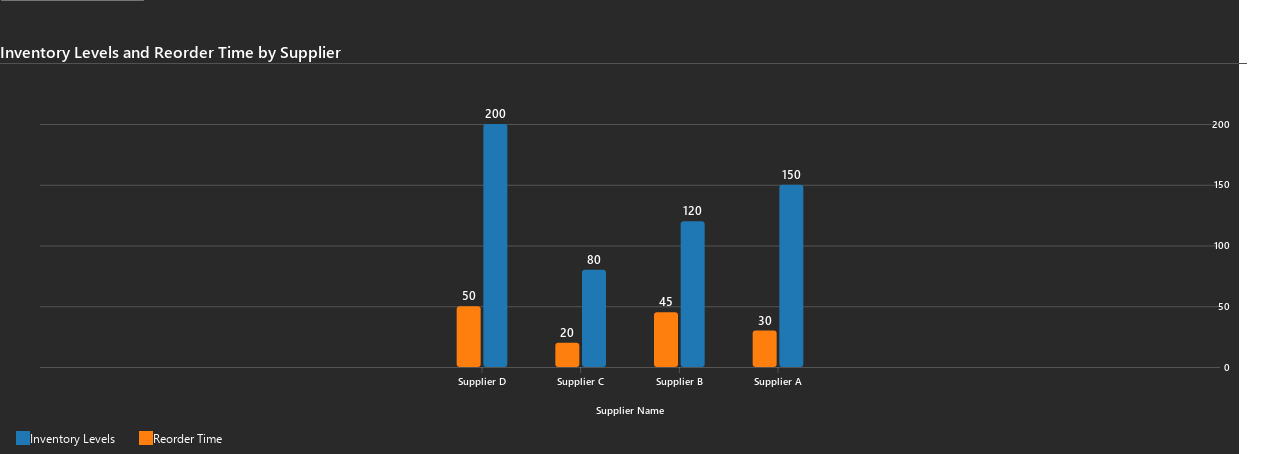 Inventory Levels and Reorder Time by Supplier
200
200
150
150
120
100
80
50
50
45
30
20
0
Supplier D
Supplier C
Supplier B
Supplier A
Supplier Name
Inventory Levels
Reorder Time